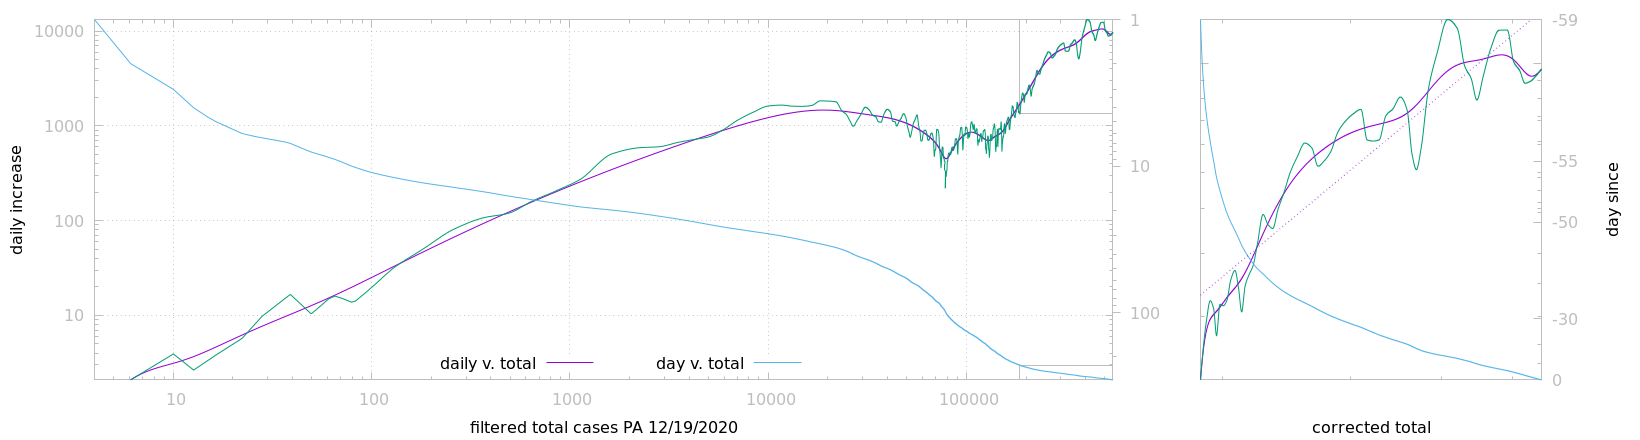 10000
1000
100
10
daily increase
10
100
1000
10000
100000
filtered total cases PA 12/19/2020
daily v. total
day v. total
1
10
100
day since
-59
-55
-50
-30
0
corrected total